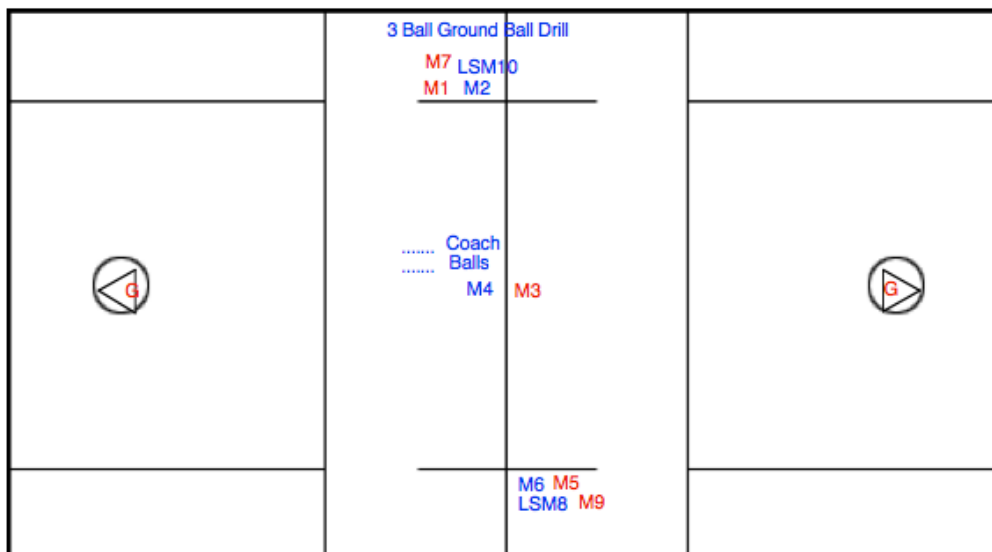 3 Ball Ground Ball Drill
M7 LSM10
M1 M2
....... Coach
....... Balls
G M4 M3 G
M6 M5
LSM8 M9